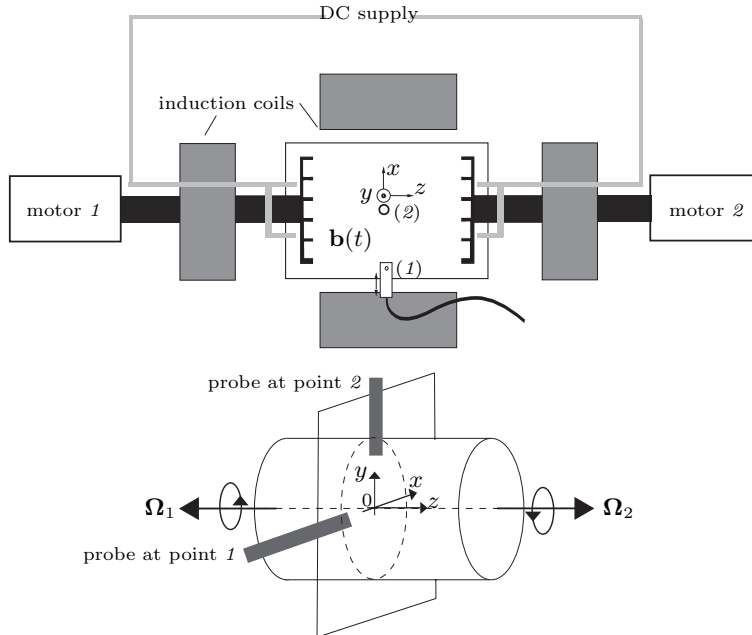 DC supply
induction coils
x
y
z
motor 1
motor 2
(2)
b(t)
(1)
probe at point 2
y
x
0
z
Ω1
Ω2
probe at point 1